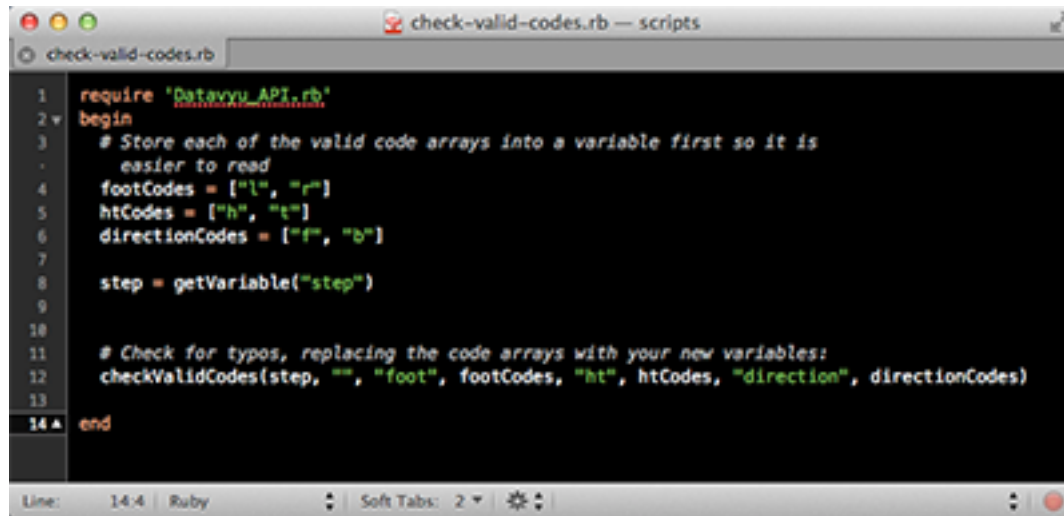 check-valid-codes.rb — scripts
check-valid-codes.rb
1 require 'Datavyu_API.rb'
2 begin
3 # Store each of the valid code arrays into a variable first so it is
easier to read
4 footCodes = ["l", "r"]
5 htCodes = ["h", "t"]
6 directionCodes = ["f", "b"]
7
8 step = getVariable("step")
9
10
11 # Check for typos, replacing the code arrays with your new variables:
12 checkValidCodes(step, "", "foot", footCodes, "ht", htCodes, "direction", directionCodes)
13
14 end
Line: 14:4 Ruby Soft Tabs: 2